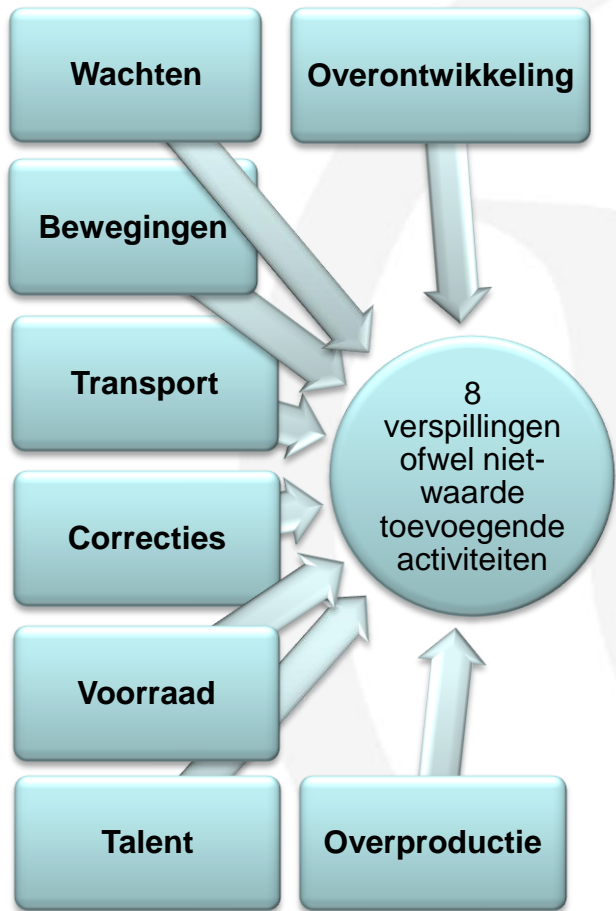 Wachten
Overontwikkeling
Bewegingen
Transport
Correcties
Voorraad
Talent
Overproductie
8
verspillingen
ofwel niet-
waarde
toevoegende
activiteiten